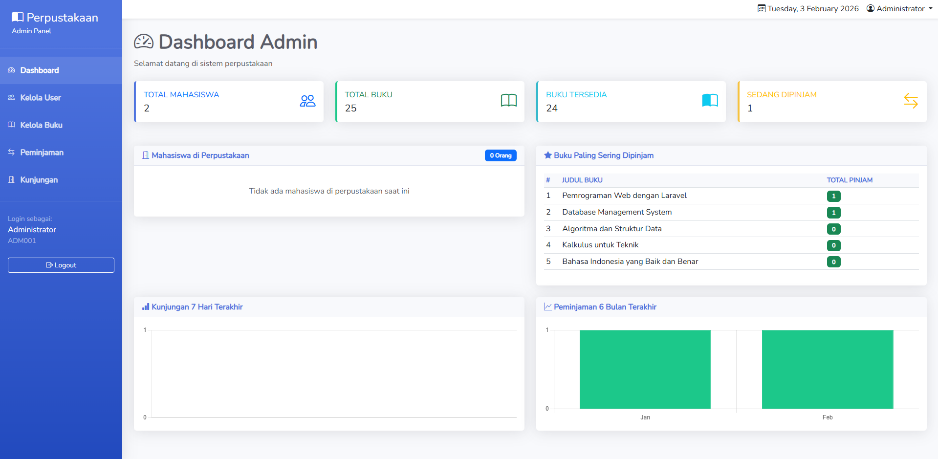 Perpustakaan
Admin Panel
Dashboard
Kelola User
Kelola Buku
Peminjaman
Kunjungan
Login sebagai:
Administrator
ADM001
Logout
Tuesday, 3 February 2026 Administrator
Dashboard Admin
Selamat datang di sistem perpustakaan
TOTAL MAHASISWA
2
TOTAL BUKU
25
BUKU TERSEDIA
24
SEDANG DIPINJAM
1
Mahasiswa di Perpustakaan 0 Orang
Tidak ada mahasiswa di perpustakaan saat ini
Buku Paling Sering Dipinjam
# JUDUL BUKU TOTAL PINJAM
1 Pemrograman Web dengan Laravel 1
2 Database Management System 1
3 Algoritma dan Struktur Data 0
4 Kalkulus untuk Teknik 0
5 Bahasa Indonesia yang Baik dan Benar 0
Kunjungan 7 Hari Terakhir
1
0
Peminjaman 6 Bulan Terakhir
1
0
Jan Feb